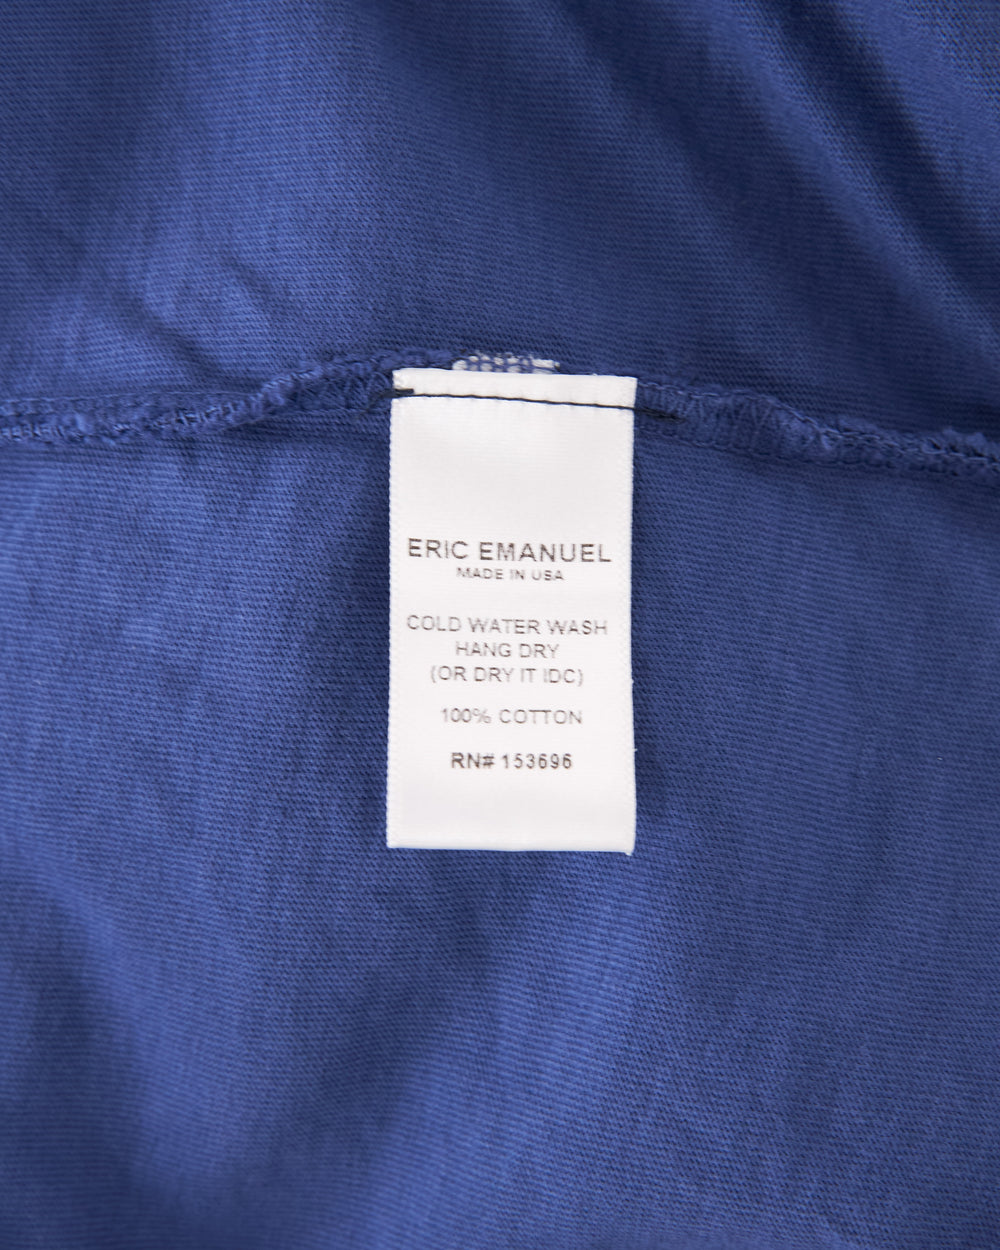 ERIC EMANUEL
MADE IN USA
COLD WATER WASH
HANG DRY
(OR DRY IT IDC)
100% COTTON
RN# 153696